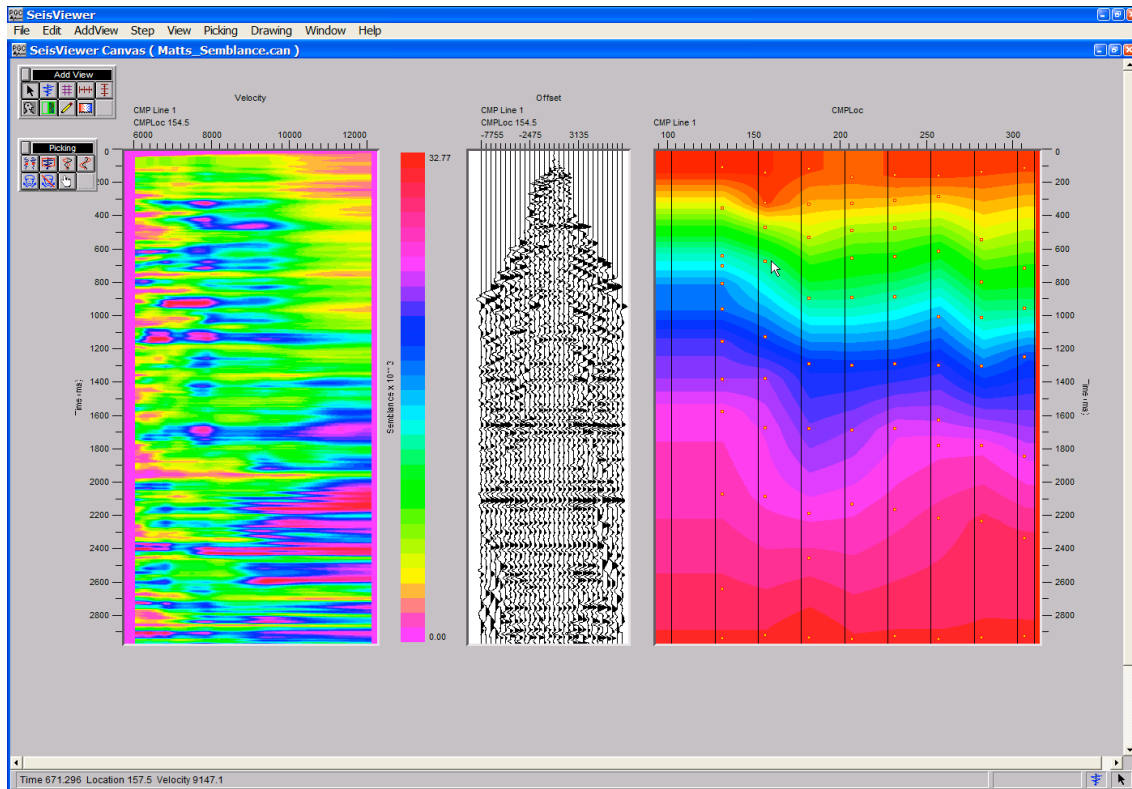 SeisViewer
File Edit AddView Step View Picking Drawing Window Help
SeisViewer Canvas ( Matts_Semblance.can )
Add View
Picking
Velocity
CMP Line 1
CMPLoc 154.5
6000 8000 10000 12000
0
200
400
600
800
1000
1200
1400
1600
1800
2000
2200
2400
2600
2800
32.77
Semblance x 10** 3
0.00
Offset
CMP Line 1
CMPLoc 154.5
-7755 -2475 3135
CMPLoc
CMP Line 1
100 150 200 250 300
0
200
400
600
800
1000
1200
1400
1600
1800
2000
2200
2400
2600
2800
Time 671.296 Location 157.5 Velocity 9147.1